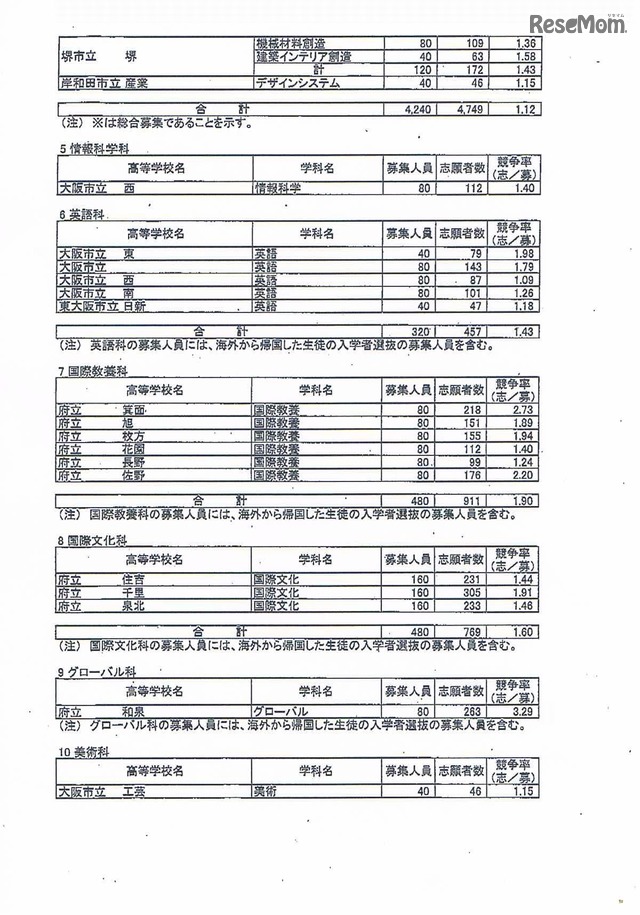 ReseMom
リセマム
機械材料創造 80 109 1.36
堺市立 堺 建築インテリア創造 40 63 1.58
計 120 172 1.43
岸和田市立 産業 デザインシステム 40 46 1.15
合 計 4,240 4,749 1.12
(注) ※は総合募集であることを示す。
5 情報科学科
高等学校名 学科名 募集人員 志願者数 競争率(志/募)
大阪市立 西 情報科学 80 112 1.40
6 英語科
高等学校名 学科名 募集人員 志願者数 競争率(志/募)
大阪市立 東 英語 40 79 1.98
大阪市立 英語 80 143 1.79
大阪市立 西 英語 80 87 1.09
大阪市立 南 英語 80 101 1.26
東大阪市立 日新 英語 40 47 1.18
合 計 320 457 1.43
(注) 英語科の募集人員には、海外から帰国した生徒の入学者選抜の募集人員を含む。
7 国際教養科
高等学校名 学科名 募集人員 志願者数 競争率(志/募)
府立 箕面 国際教養 80 218 2.73
府立 旭 国際教養 80 151 1.89
府立 枚方 国際教養 80 155 1.94
府立 花園 国際教養 80 112 1.40
府立 長野 国際教養 80 99 1.24
府立 佐野 国際教養 80 176 2.20
合 計 480 911 1.90
(注) 国際教養科の募集人員には、海外から帰国した生徒の入学者選抜の募集人員を含む。
8 国際文化科
高等学校名 学科名 募集人員 志願者数 競争率(志/募)
府立 住吉 国際文化 160 231 1.44
府立 千里 国際文化 160 305 1.91
府立 泉北 国際文化 160 233 1.46
合 計 480 769 1.60
(注) 国際文化科の募集人員には、海外から帰国した生徒の入学者選抜の募集人員を含む。
9 グローバル科
高等学校名 学科名 募集人員 志願者数 競争率(志/募)
府立 和泉 グローバル 80 263 3.29
(注) グローバル科の募集人員には、海外から帰国した生徒の入学者選抜の募集人員を含む。
10 美術科
高等学校名 学科名 募集人員 志願者数 競争率(志/募)
大阪市立 工芸 美術 40 46 1.15